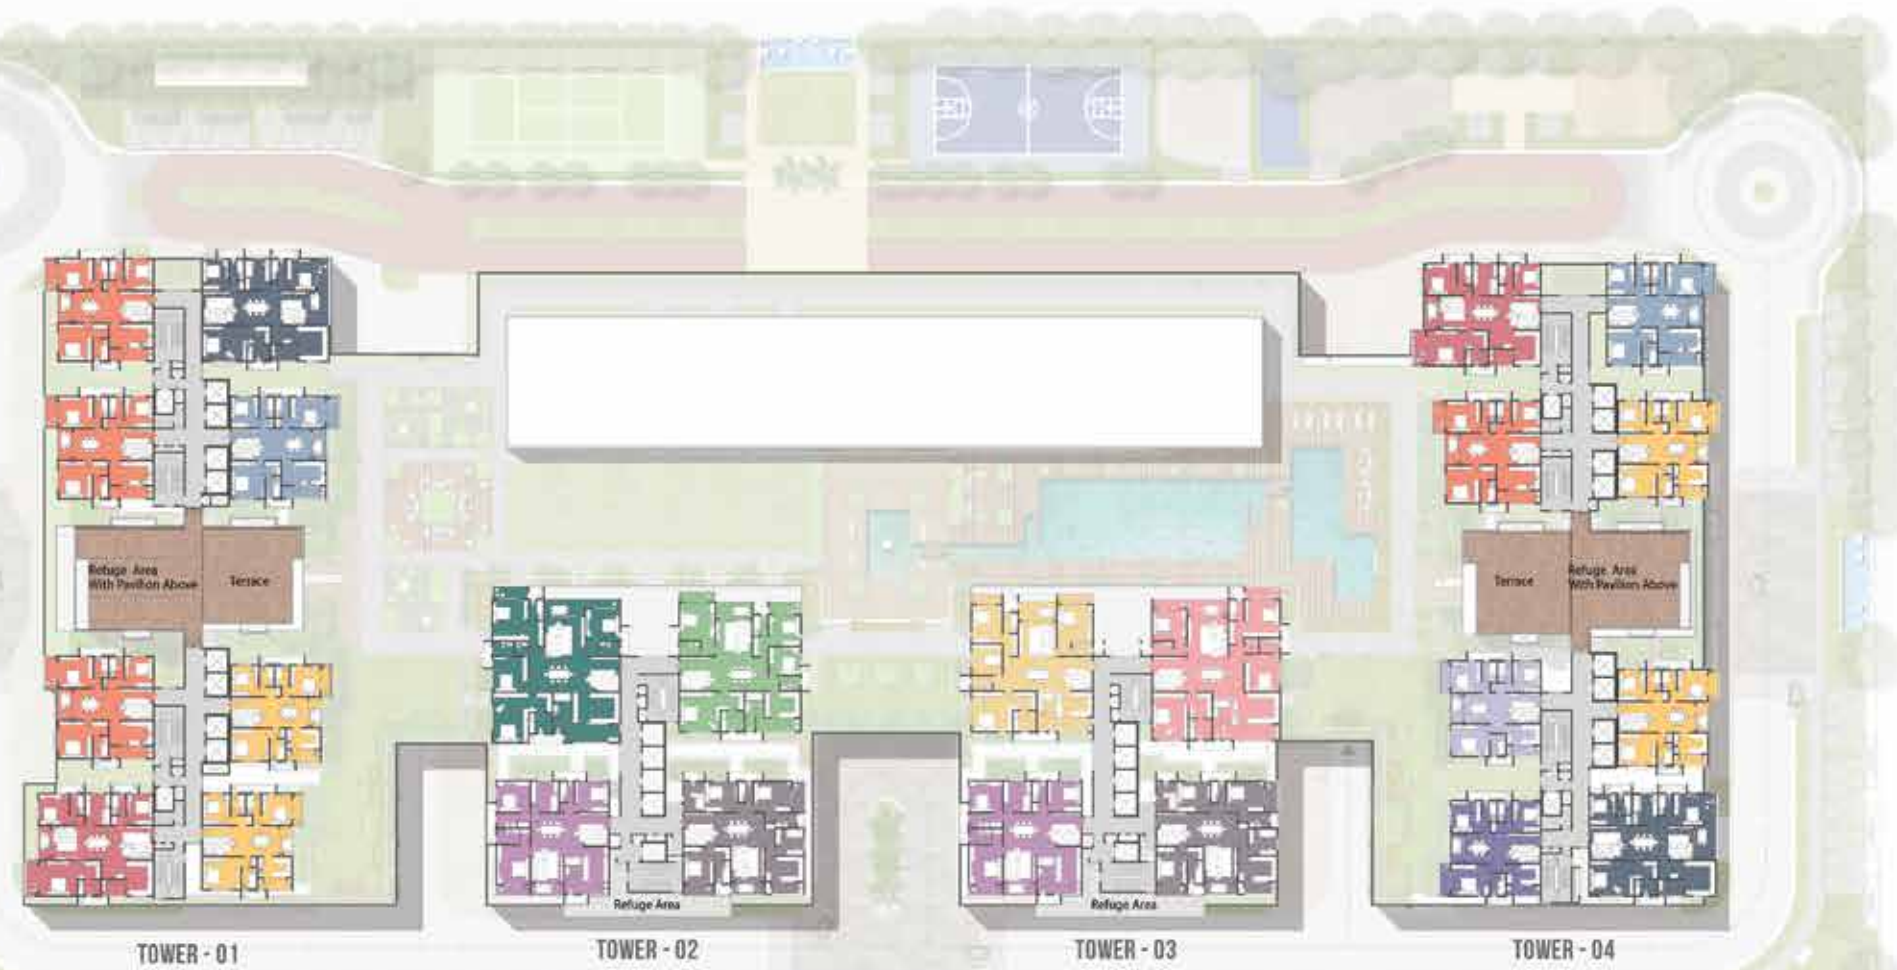 Refuge Area
With Pavilion Above
Terrace
Terrace
Refuge Area
With Pavilion Above
Refuge Area
Refuge Area
TOWER - 01
TOWER - 02
TOWER - 03
TOWER - 04